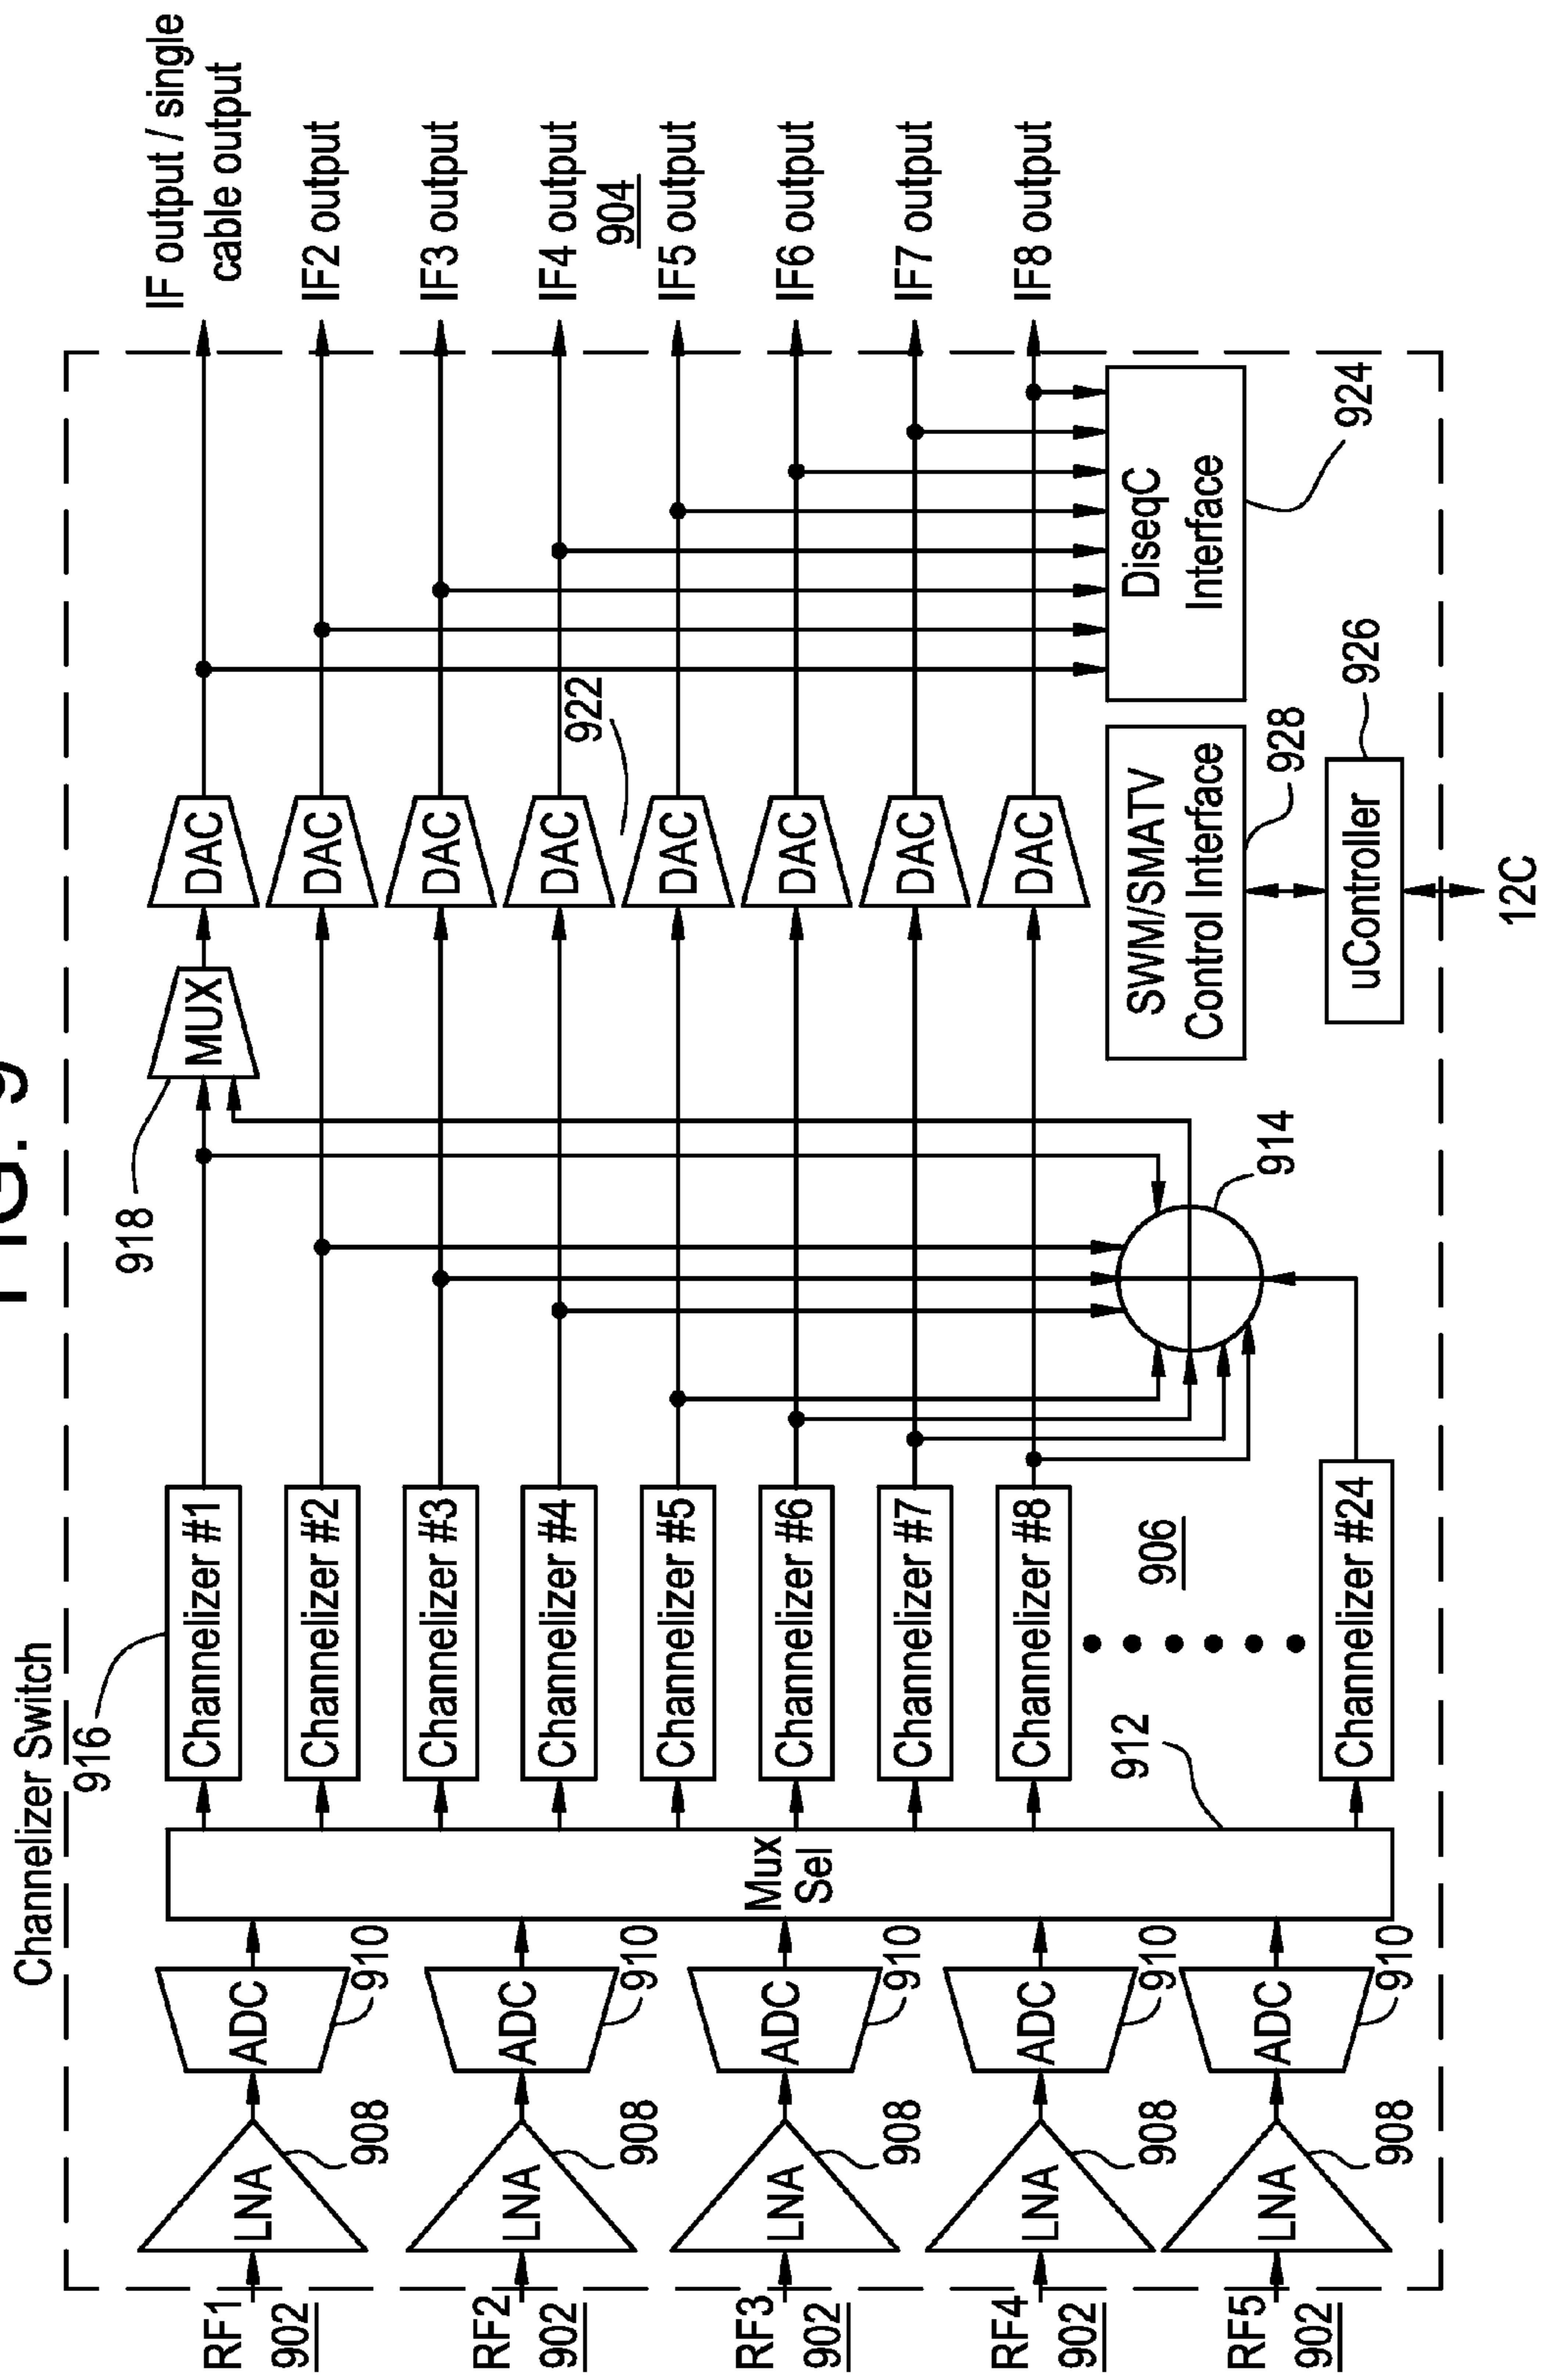 FIG. 9
Channelizer Switch
916
918
IF output / single
cable output
IF2 output
IF3 output
IF4 output
904
IF5 output
IF6 output
IF7 output
IF8 output
RF1
902
LNA
908
ADC
910
RF2
902
LNA
908
ADC
910
RF3
902
LNA
908
ADC
910
RF4
902
LNA
908
ADC
910
RF5
902
LNA
908
ADC
910
Mux
Sel
912
Channelizer #1
Channelizer #2
Channelizer #3
Channelizer #4
Channelizer #5
Channelizer #6
Channelizer #7
Channelizer #8
906
Channelizer #24
914
MUX
DAC
DAC
DAC
DAC
922
DAC
DAC
DAC
DAC
SWM/SMATV
Control Interface
928
uController
926
12C
DiseqC
Interface
924